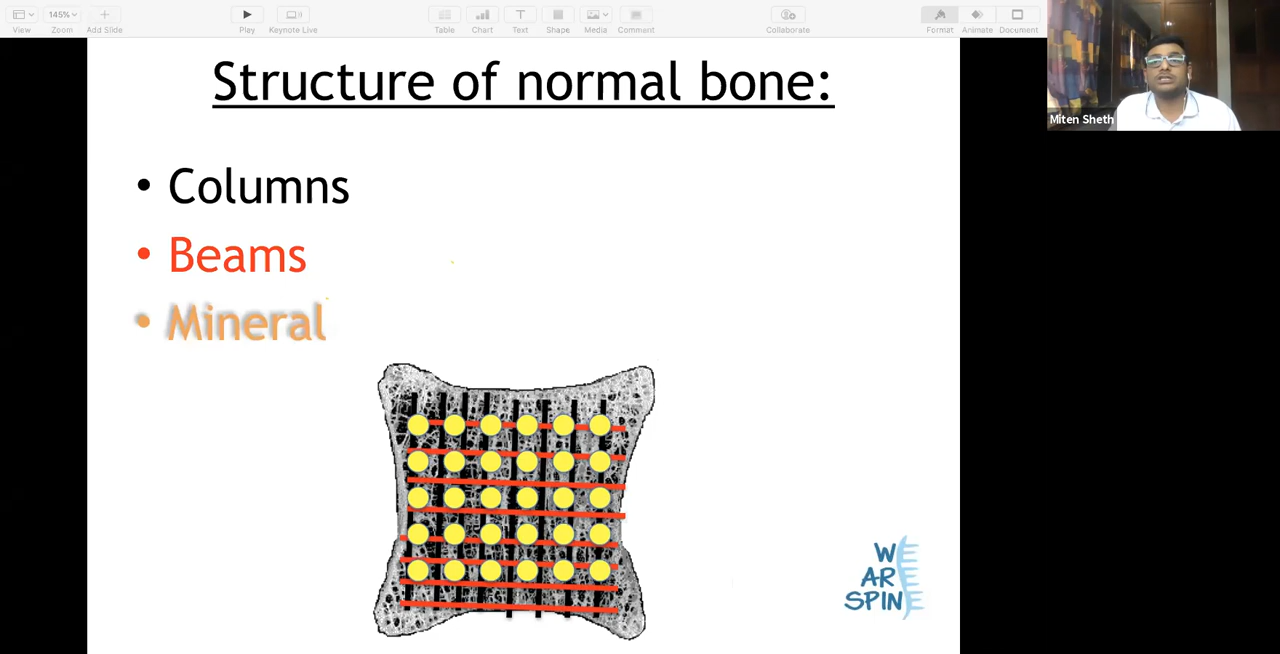 145%
View
Zoom
Add Slide
Play
Keynote Live
Table
Chart
Text
Shape
Media
Comment
Collaborate
Format
Animate
Document
Miten Sheth
Structure of normal bone:
• Columns
• Beams
• Mineral
WE
ARE
SPINE